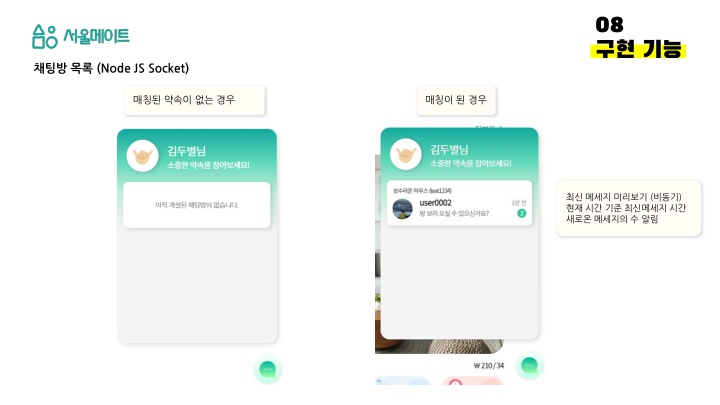 서울메이트
08
구현 기능
채팅방 목록 (Node JS Socket)
매칭된 약속이 없는 경우
매칭이 된 경우
김두별님
소중한 약속을 잡아보세요!
아직 개설된 채팅방이 없습니다.
김두별님
소중한 약속을 잡아보세요!
성수러운 하우스 (test1234)
user0002
1분 전
방 보러 오실 수 있으신가요?
2
₩ 210 / 34
최신 메세지 미리보기 (비동기)
현재 시간 기준 최신메세지 시간
새로온 메세지의 수 알림